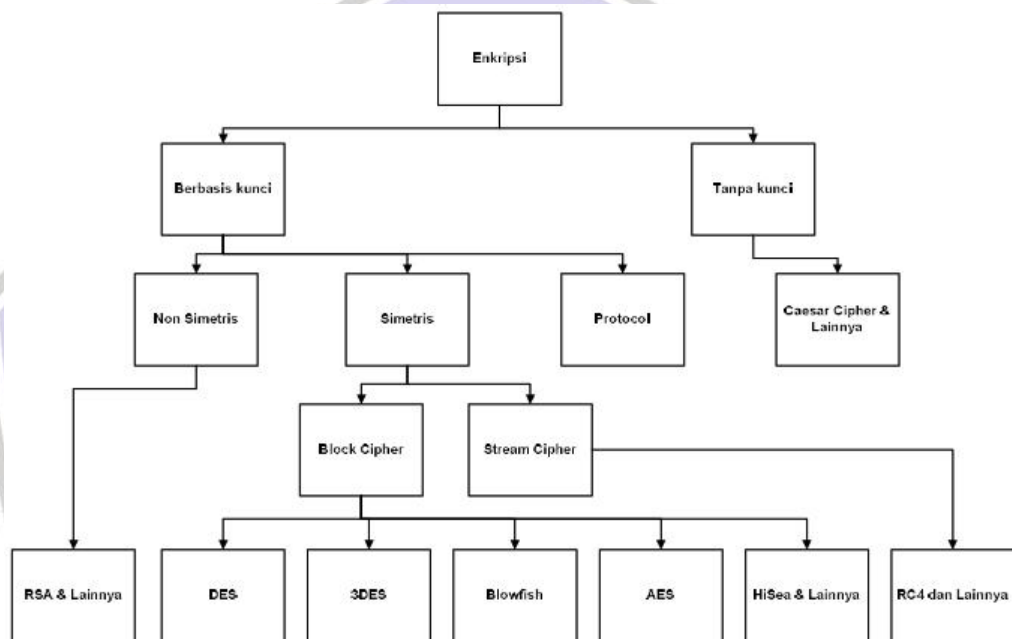 Enkripsi
Berbasis kunci
Tanpa kunci
Non Simetris
Simetris
Protocol
Caesar Cipher &
Lainnya
Block Cipher
Stream Cipher
RSA & Lainnya
DES
3DES
Blowfish
AES
HiSea & Lainnya
RC4 dan Lainnya